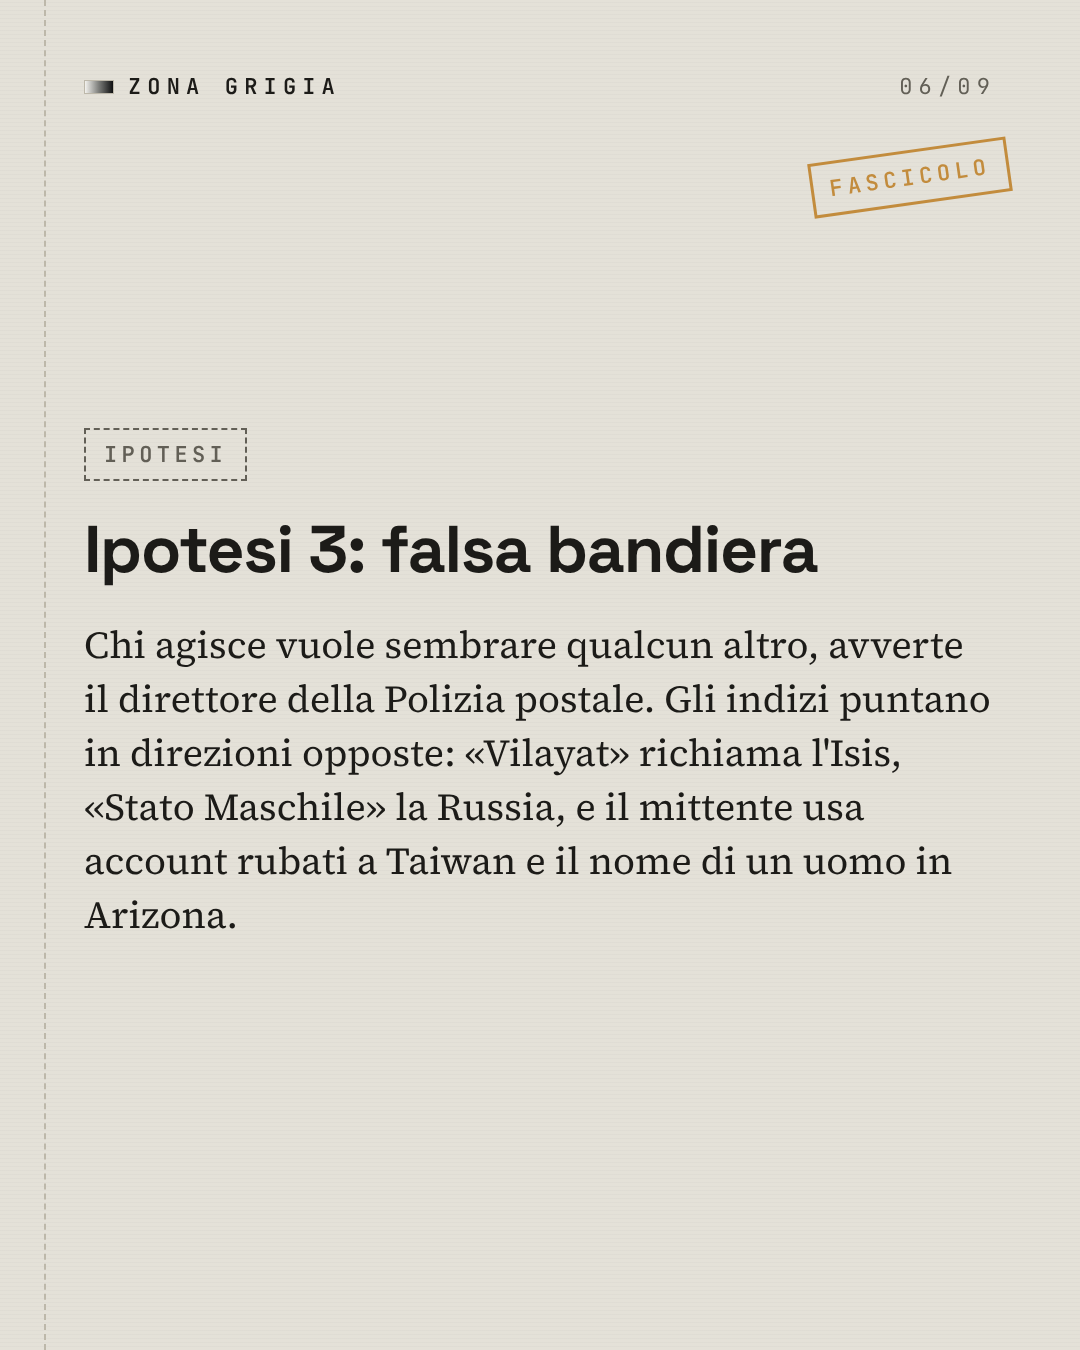 ZONA GRIGIA
06/09
FASCICOLO
IPOTESI
Ipotesi 3: falsa bandiera
Chi agisce vuole sembrare qualcun altro, avverte
il direttore della Polizia postale. Gli indizi puntano
in direzioni opposte: «Vilayat» richiama l'Isis,
«Stato Maschile» la Russia, e il mittente usa
account rubati a Taiwan e il nome di un uomo in
Arizona.